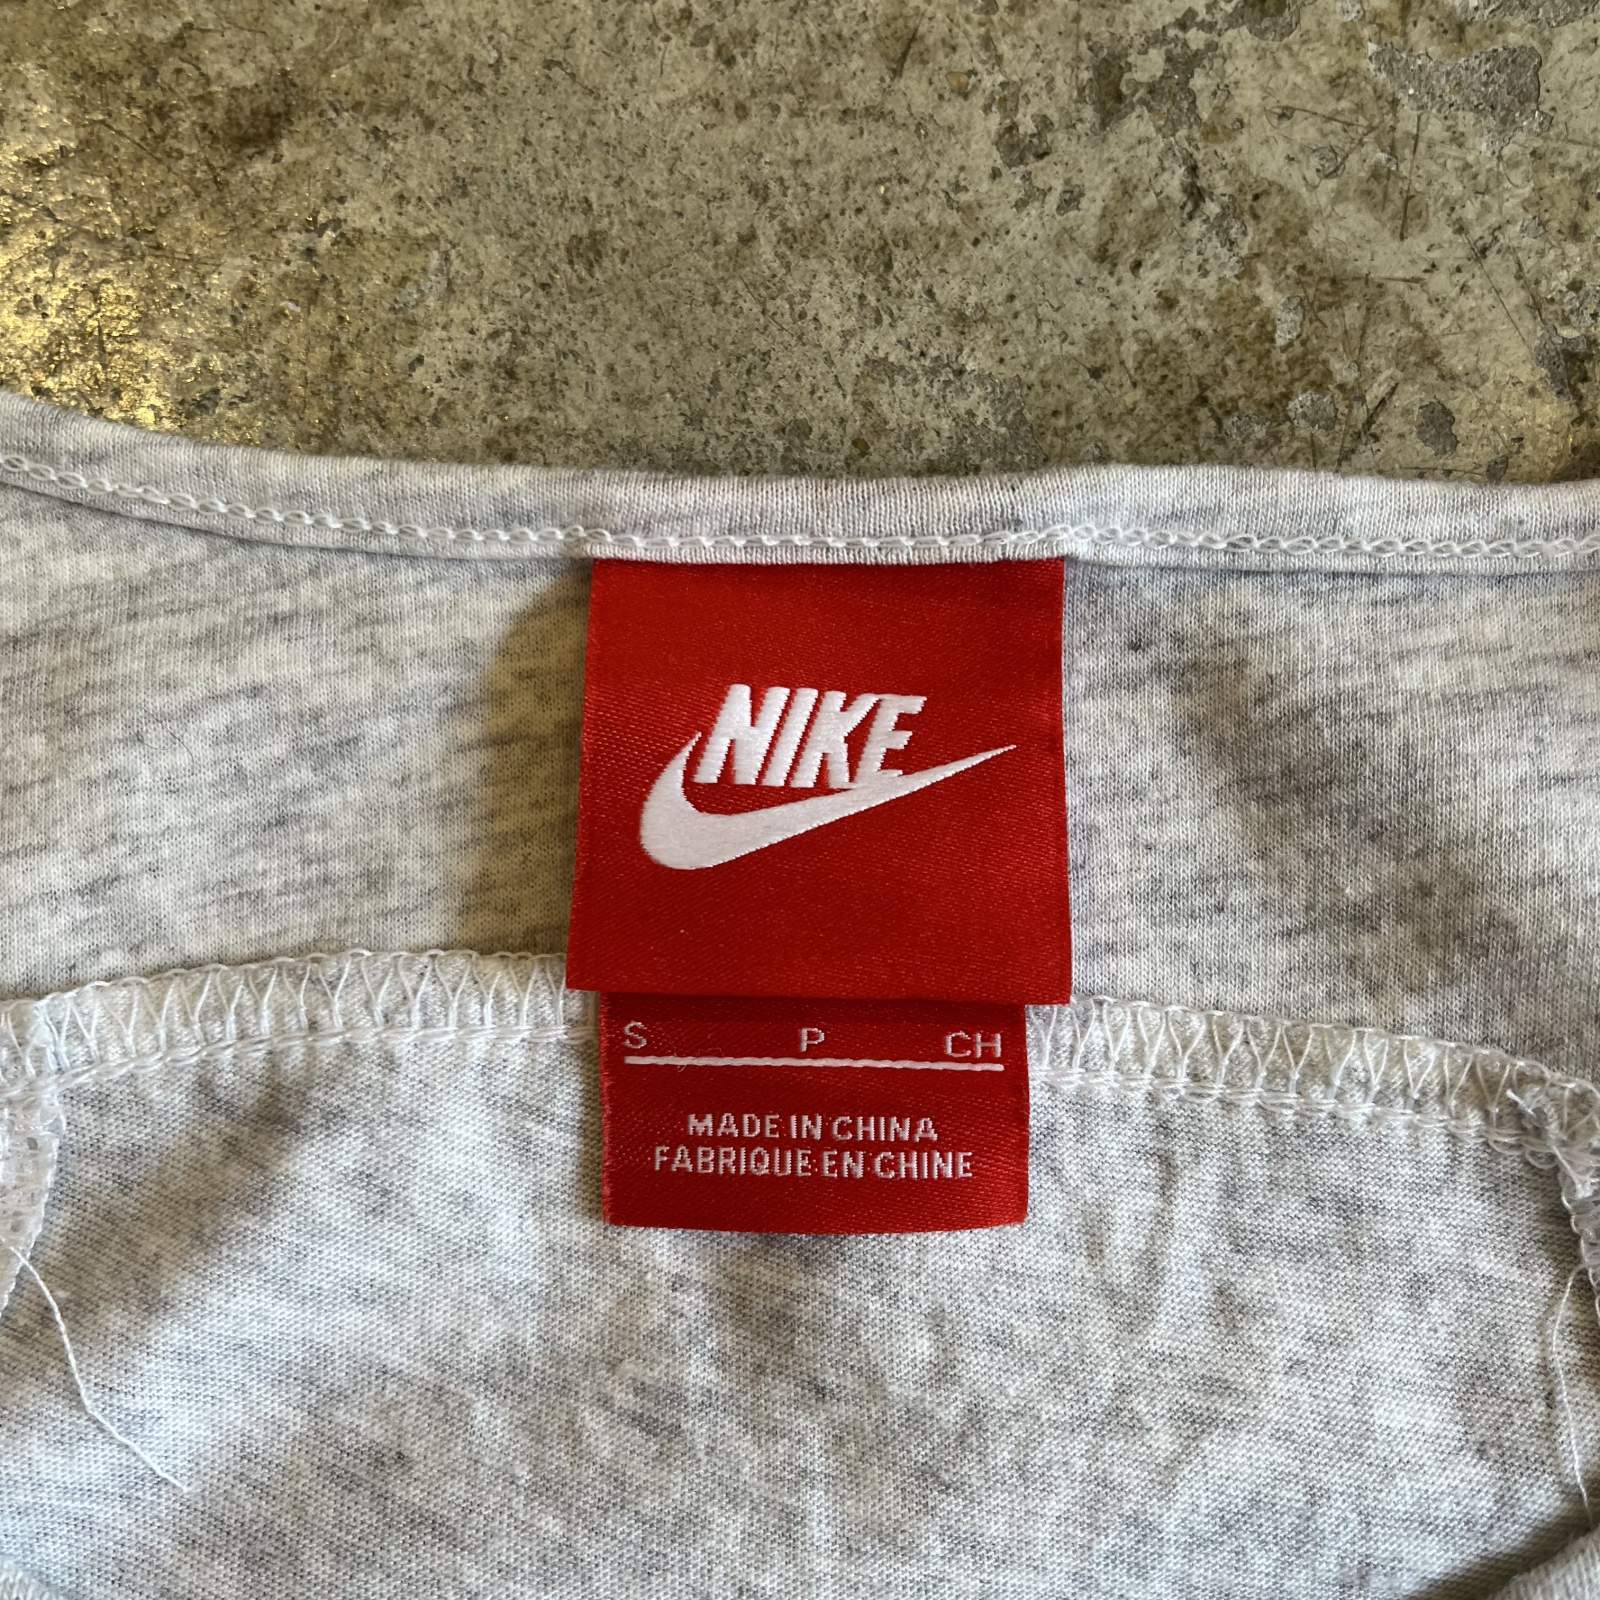 NIKE
S P CH
MADE IN CHINA
FABRIQUE EN CHINE